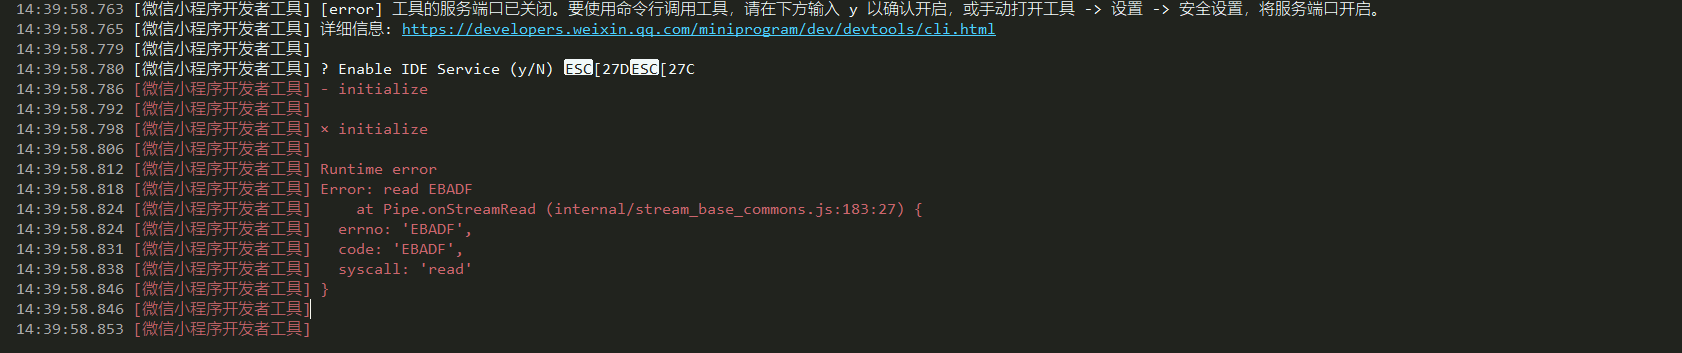 14:39:58.763 [微信小程序开发者工具] [error] 工具的服务端口已关闭。要使用命令行调用工具，请在下方输入 y 以确认开启，或手动打开工具 -> 设置 -> 安全设置，将服务端口开启。
14:39:58.765 [微信小程序开发者工具] 详细信息: https://developers.weixin.qq.com/miniprogram/dev/devtools/cli.html
14:39:58.779 [微信小程序开发者工具]
14:39:58.780 [微信小程序开发者工具] ? Enable IDE Service (y/N) ESC[27DESC[27C
14:39:58.786 [微信小程序开发者工具] - initialize
14:39:58.792 [微信小程序开发者工具]
14:39:58.798 [微信小程序开发者工具] × initialize
14:39:58.806 [微信小程序开发者工具]
14:39:58.812 [微信小程序开发者工具] Runtime error
14:39:58.818 [微信小程序开发者工具] Error: read EBADF
14:39:58.824 [微信小程序开发者工具]     at Pipe.onStreamRead (internal/stream_base_commons.js:183:27) {
14:39:58.824 [微信小程序开发者工具]   errno: 'EBADF',
14:39:58.831 [微信小程序开发者工具]   code: 'EBADF',
14:39:58.838 [微信小程序开发者工具]   syscall: 'read'
14:39:58.846 [微信小程序开发者工具] }
14:39:58.846 [微信小程序开发者工具]
14:39:58.853 [微信小程序开发者工具]